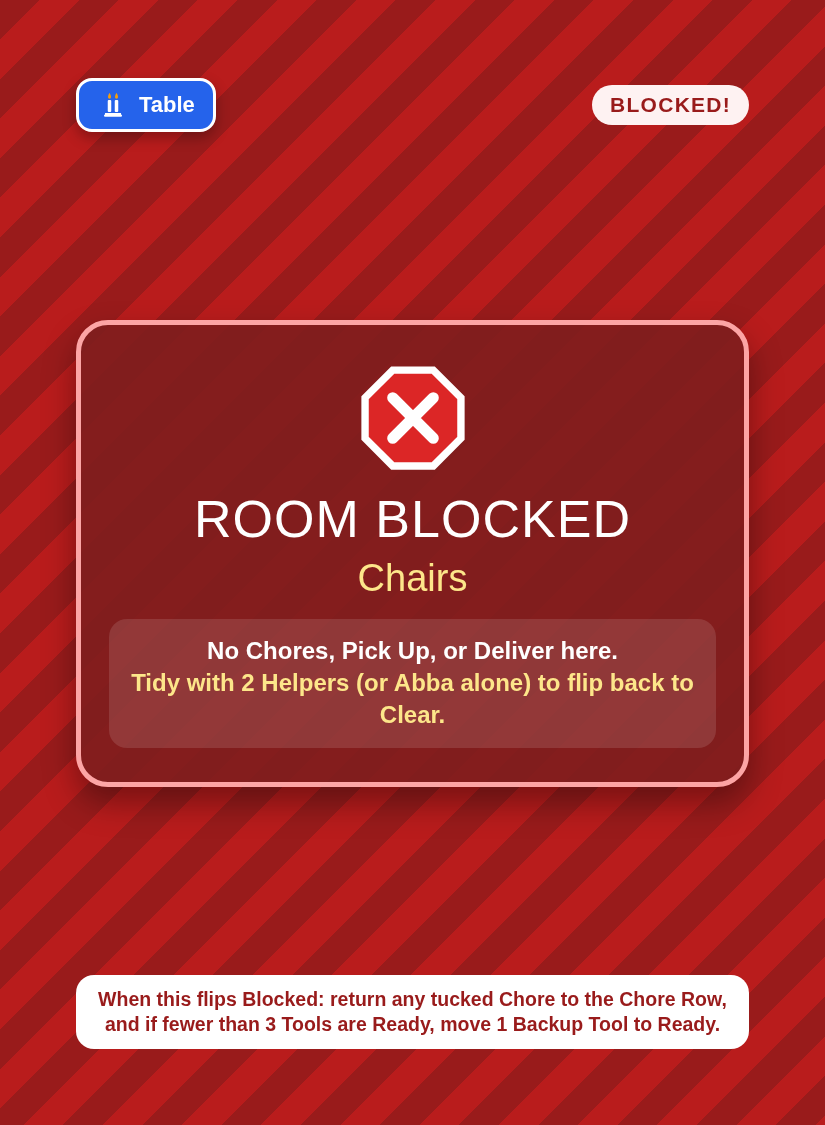 Table
BLOCKED!
ROOM BLOCKED
Chairs
No Chores, Pick Up, or Deliver here.
Tidy with 2 Helpers (or Abba alone) to flip back to
Clear.
When this flips Blocked: return any tucked Chore to the Chore Row,
and if fewer than 3 Tools are Ready, move 1 Backup Tool to Ready.